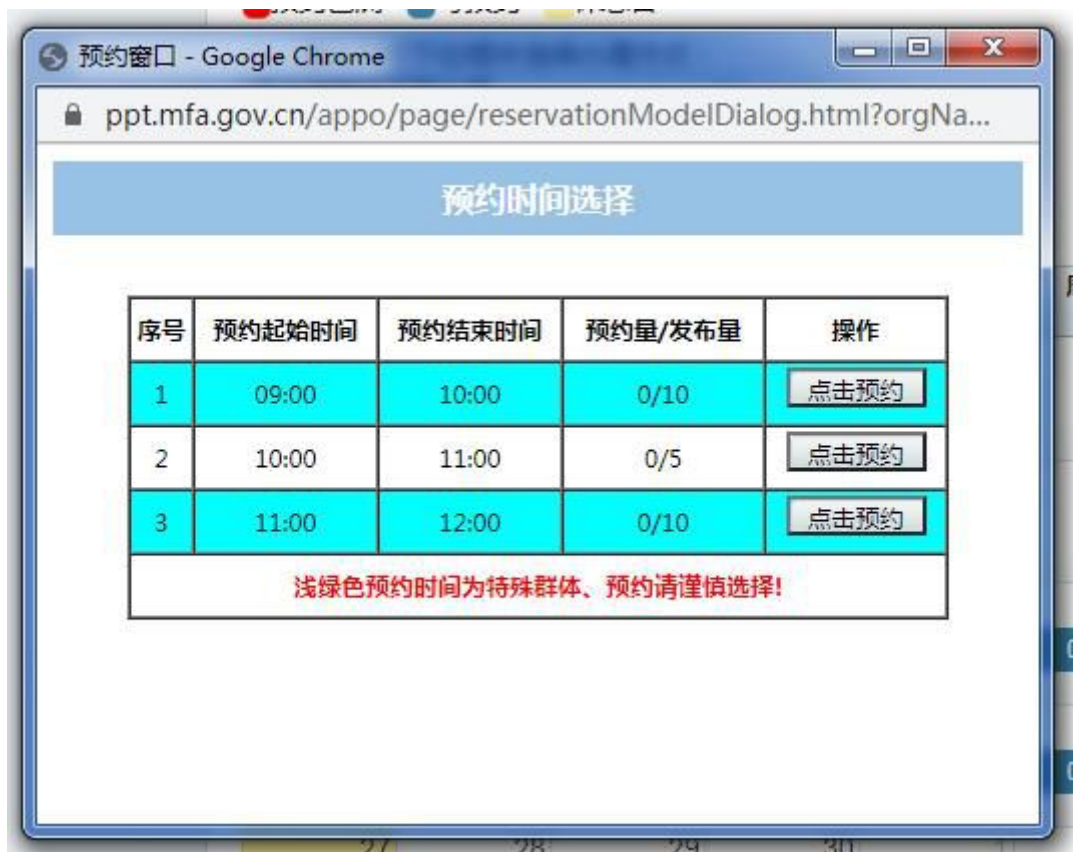 预约窗口 - Google Chrome
ppt.mfa.gov.cn/appo/page/reservationModelDialog.html?orgNa...
预约时间选择
序号 预约起始时间 预约结束时间 预约量/发布量 操作
1 09:00 10:00 0/10 点击预约
2 10:00 11:00 0/5 点击预约
3 11:00 12:00 0/10 点击预约
浅绿色预约时间为特殊群体、预约请谨慎选择!
27 28 29 30 1